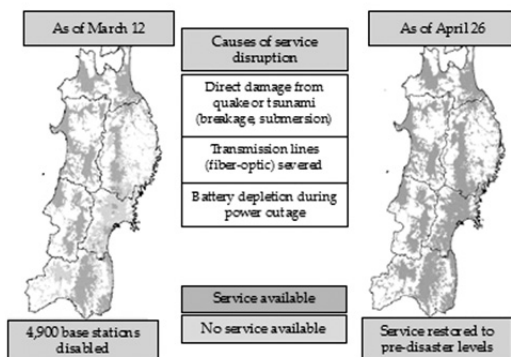 As of March 12
Causes of service
disruption
Direct damage from
quake or tsunami
(breakage, submersion)
Transmission lines
(fiber-optic) severed
Battery depletion during
power outage
Service available
No service available
4,900 base stations
disabled
As of April 26
Service restored to
pre-disaster levels